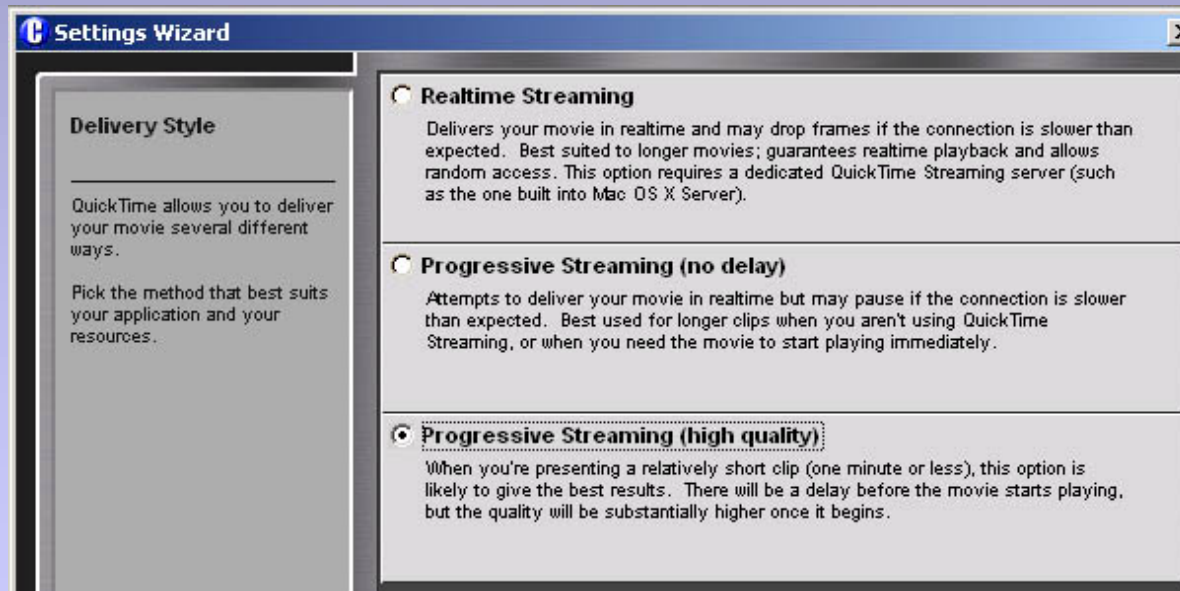 Settings Wizard
Delivery Style
QuickTime allows you to deliver
your movie several different
ways.
Pick the method that best suits
your application and your
resources.
Realtime Streaming
Delivers your movie in realtime and may drop frames if the connection is slower than
expected.  Best suited to longer movies; guarantees realtime playback and allows
random access. This option requires a dedicated QuickTime Streaming server (such
as the one built into Mac OS X Server).
Progressive Streaming (no delay)
Attempts to deliver your movie in realtime but may pause if the connection is slower
than expected.  Best used for longer clips when you aren't using QuickTime
Streaming, or when you need the movie to start playing immediately.
Progressive Streaming (high quality)
When you're presenting a relatively short clip (one minute or less), this option is
likely to give the best results.  There will be a delay before the movie starts playing,
but the quality will be substantially higher once it begins.